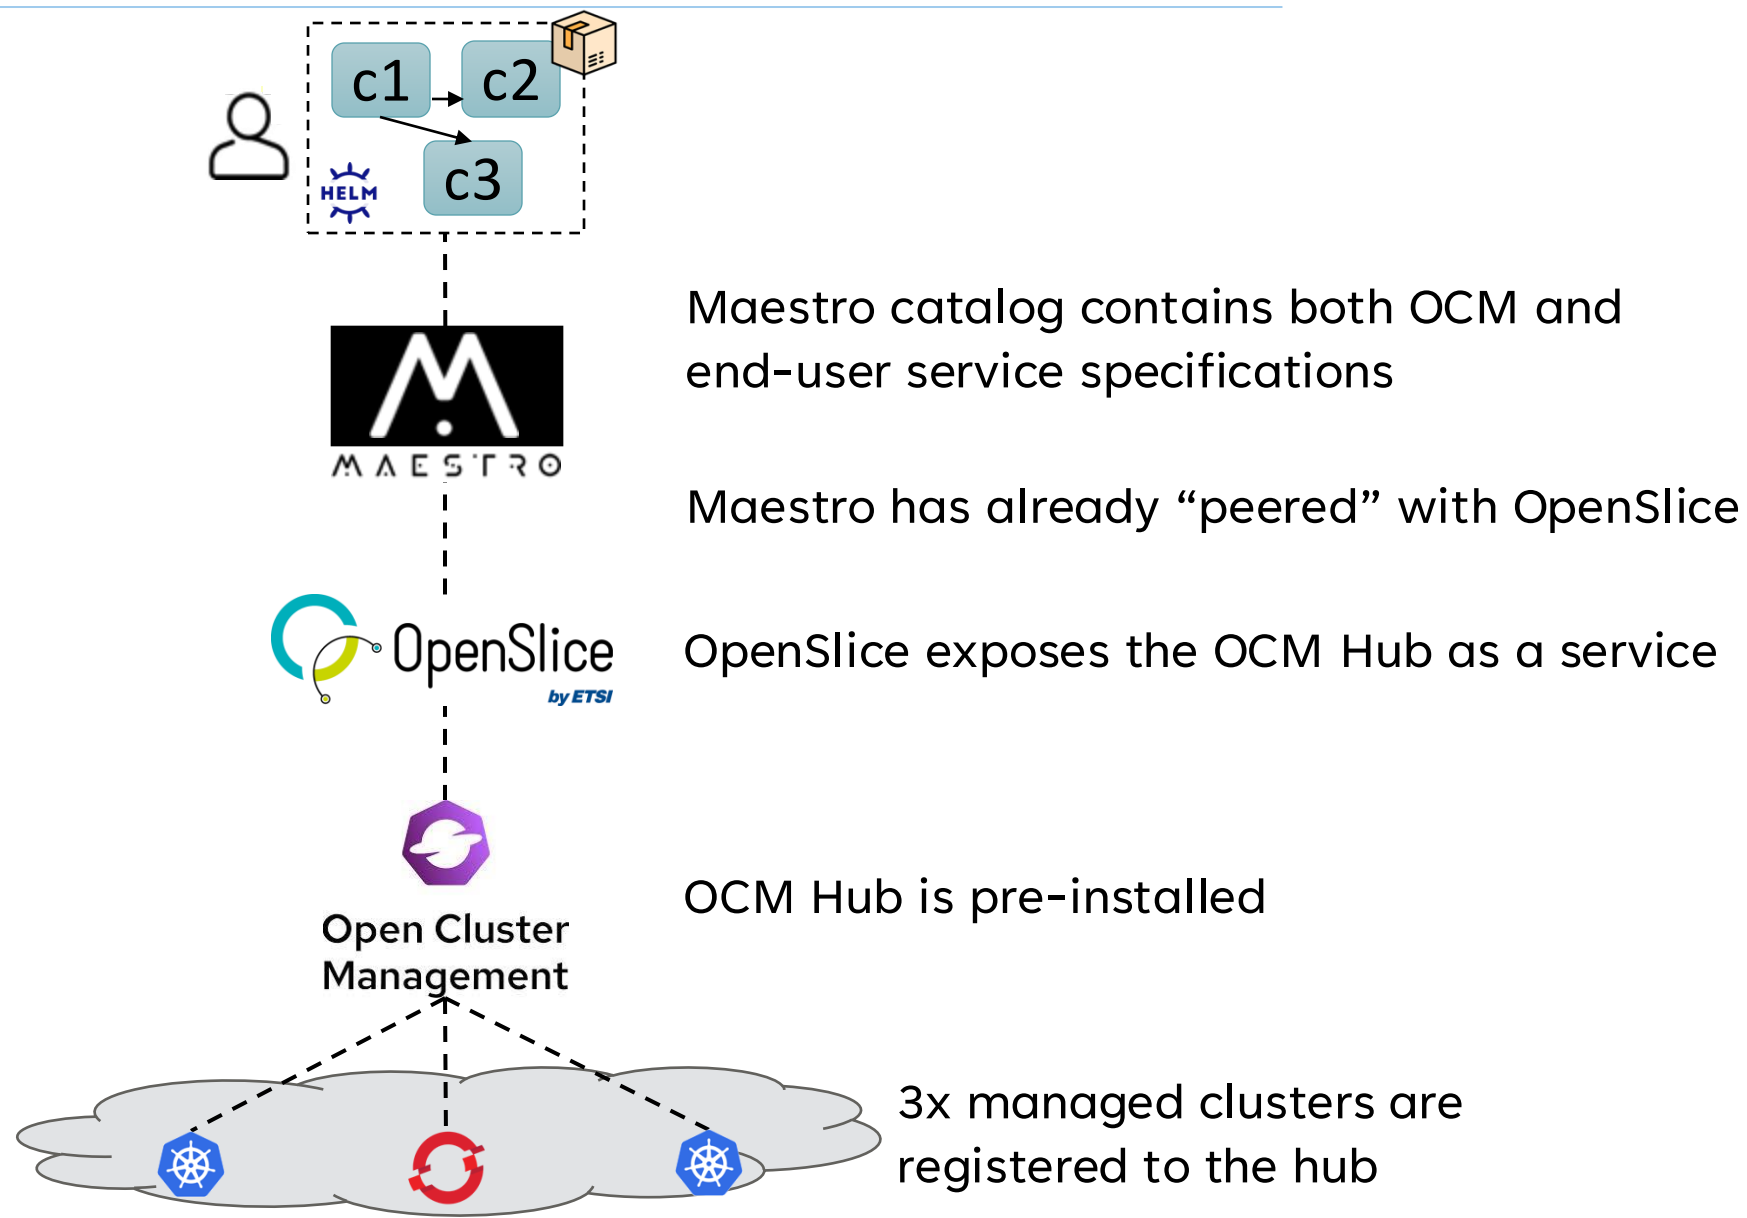 c1
c2
c3
HELM
Maestro catalog contains both OCM and
end-user service specifications
MAESTRO
Maestro has already “peered” with OpenSlice
OpenSlice
by ETSI
OpenSlice exposes the OCM Hub as a service
OCM Hub is pre-installed
Open Cluster
Management
3x managed clusters are
registered to the hub